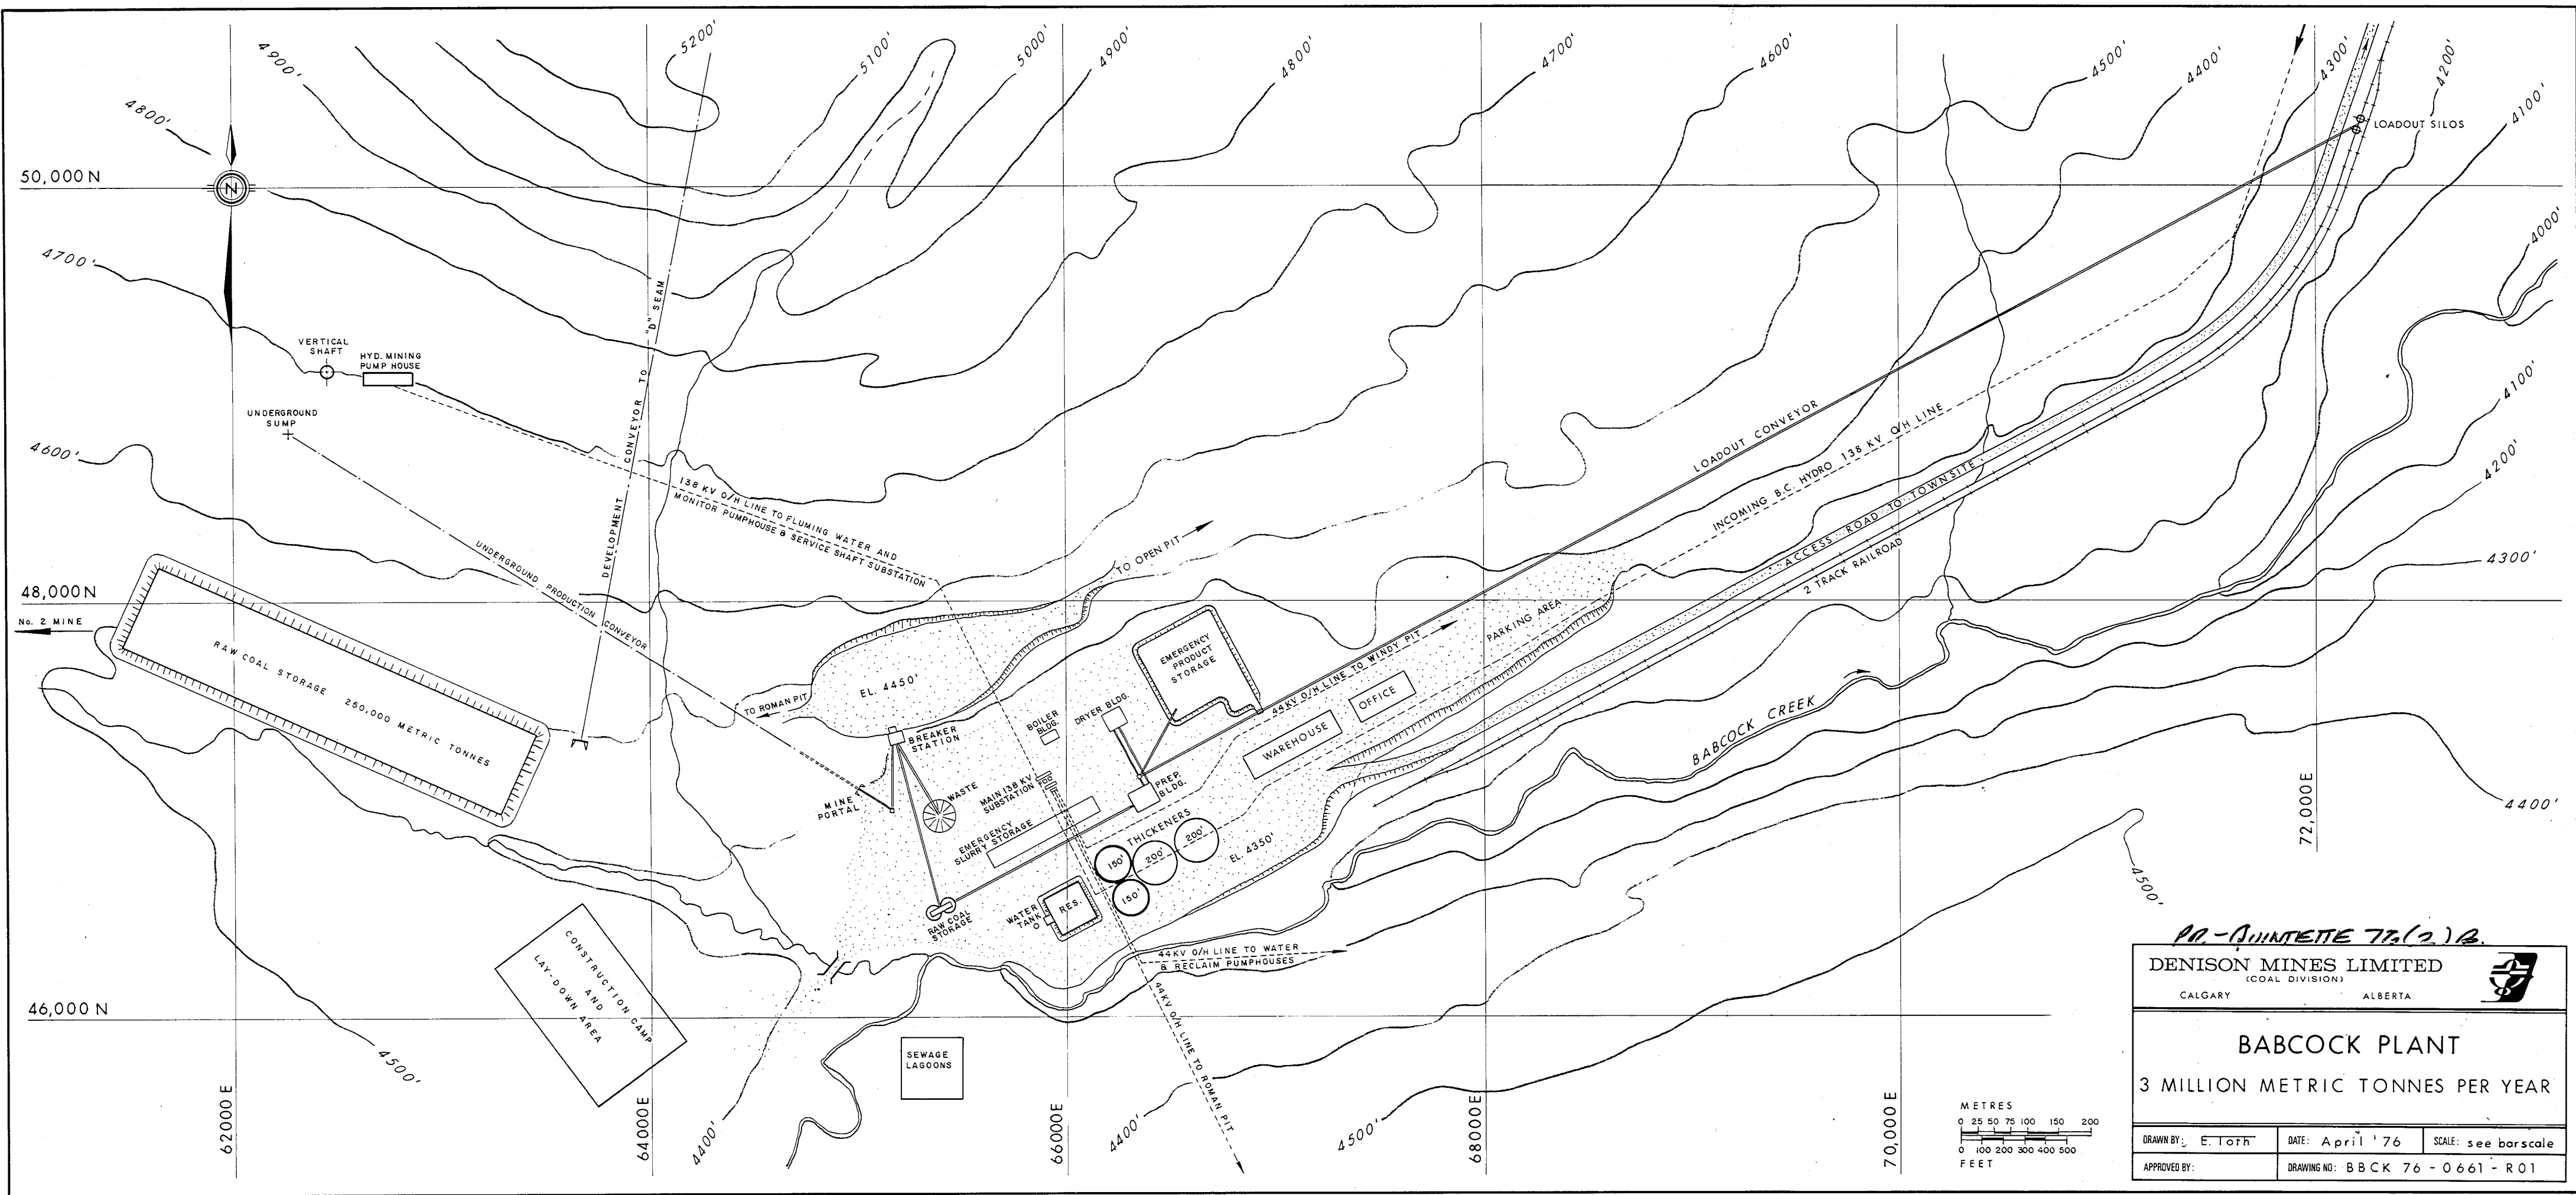 4900'
5200'
5100'
5000'
4900'
4800'
4700'
4600'
4500'
4400'
4300'
4200'
4100'
4000'
4800'
LOADOUT SILOS
50,000 N
N
4700'
VERTICAL
SHAFT
HYD. MINING
PUMP HOUSE
UNDERGROUND
SUMP
4600'
DEVELOPMENT CONVEYOR TO "D" SEAM
138 KV O/H LINE TO FLUMING WATER AND
MONITOR PUMPHOUSE & SERVICE SHAFT SUBSTATION
UNDERGROUND PRODUCTION CONVEYOR
LOADOUT CONVEYOR
INCOMING B.C. HYDRO 138 KV O/H LINE
ACCESS ROAD TO TOWNSITE
2 TRACK RAILROAD
4100'
4200'
4300'
4400'
4500'
48,000 N
No. 2 MINE
RAW COAL STORAGE 250,000 METRIC TONNES
TO OPEN PIT
EL. 4450'
TO ROMAN PIT
BREAKER
STATION
MINE
PORTAL
WASTE
BOILER
BLDG.
DRYER BLDG.
EMERGENCY
PRODUCT
STORAGE
44 KV O/H LINE TO WINDY PIT
PARKING AREA
OFFICE
WAREHOUSE
MAIN 138 KV
SUBSTATION
PREP.
BLDG.
EMERGENCY
SLURRY STORAGE
THICKENERS
150'
200'
200'
150'
EL. 4350'
RAW COAL
STORAGE
WATER
TANK
RES.
BABCOCK CREEK
44KV O/H LINE TO WATER
& RECLAIM PUMPHOUSES
44KV O/H LINE TO ROMAN PIT
CONSTRUCTION CAMP
AND
LAY-DOWN AREA
SEWAGE
LAGOONS
46,000 N
4500'
4400'
4400'
4500'
62000 E
64000E
66000E
68000E
70,000 E
72,000E
METRES
0 25 50 75 100 150 200
0 100 200 300 400 500
FEET
PR-QUINTETTE 76(2)B.
DENISON MINES LIMITED
(COAL DIVISION)
CALGARY ALBERTA
BABCOCK PLANT
3 MILLION METRIC TONNES PER YEAR
DRAWN BY: E. Toth
DATE: April '76
SCALE: see barscale
APPROVED BY:
DRAWING NO: BBCK 76 - 0661 - R01